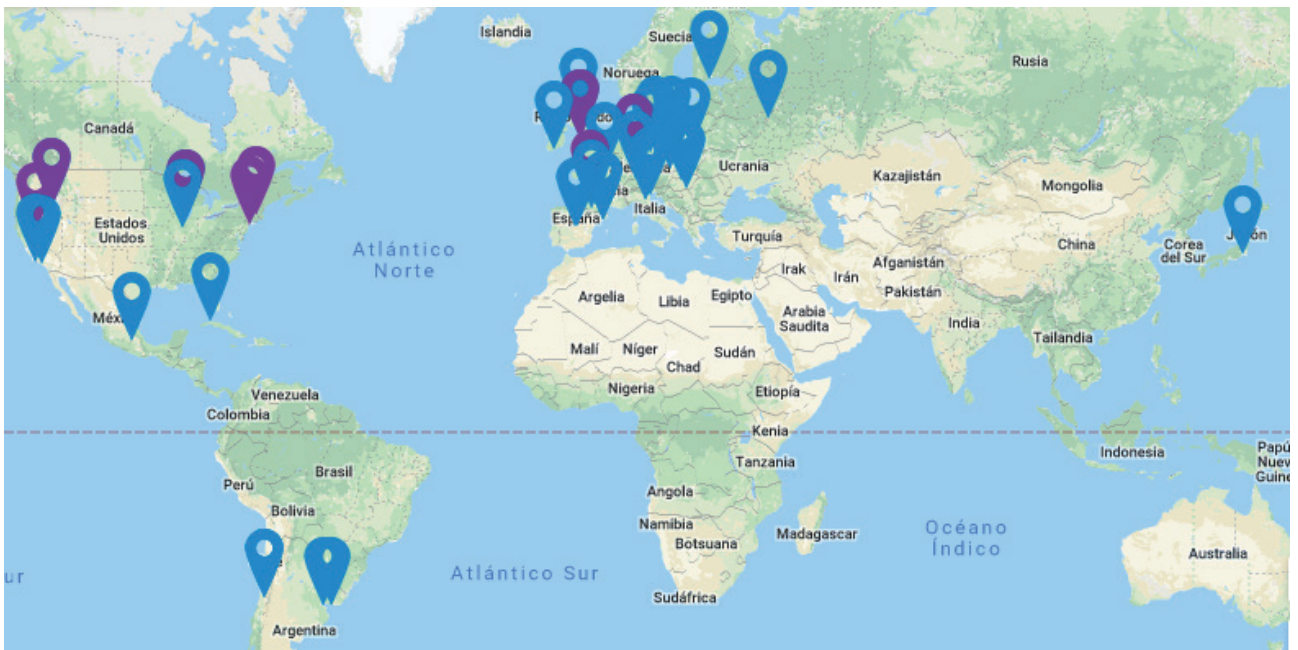 Islandia
Suecia
Noruega
Rusia
Canadá
Ucrania
Kazajistán
Mongolia
Estados
Unidos
España
Italia
Turquía
China
Corea
del Sur
Atlántico
Norte
Irak
Irán
Afganistán
Pakistán
Argelia
Libia
Egipto
Arabia
Saudita
India
Tailandia
Malí
Níger
Chad
Sudán
Nigeria
Etiopía
Venezuela
Colombia
Kenia
Indonesia
Tanzania
Brasil
Perú
Bolivia
Angola
Namibia
Botsuana
Madagascar
Océano
Índico
Australia
Atlántico Sur
Sudáfrica
Argentina